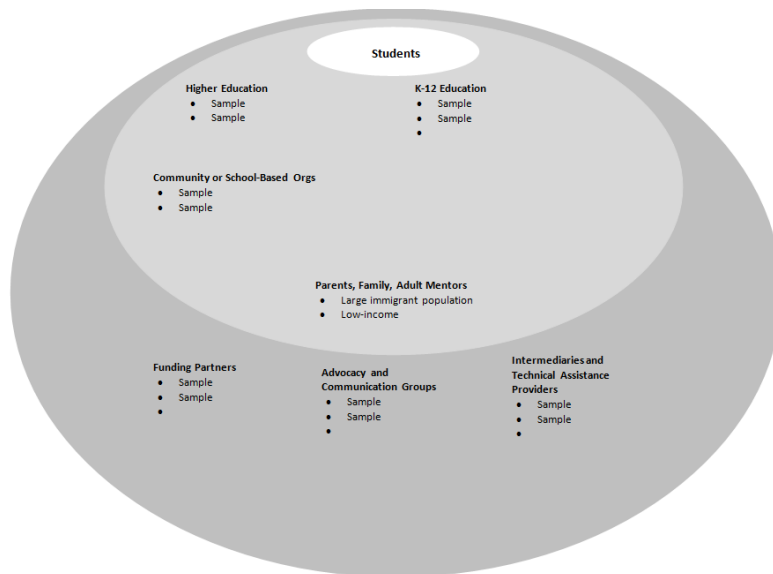 Students
Higher Education
• Sample
• Sample
K-12 Education
• Sample
• Sample
•
Community or School-Based Orgs
• Sample
• Sample
Parents, Family, Adult Mentors
• Large immigrant population
• Low-income
Funding Partners
• Sample
• Sample
•
Advocacy and
Communication Groups
• Sample
• Sample
•
Intermediaries and
Technical Assistance
Providers
• Sample
• Sample
•